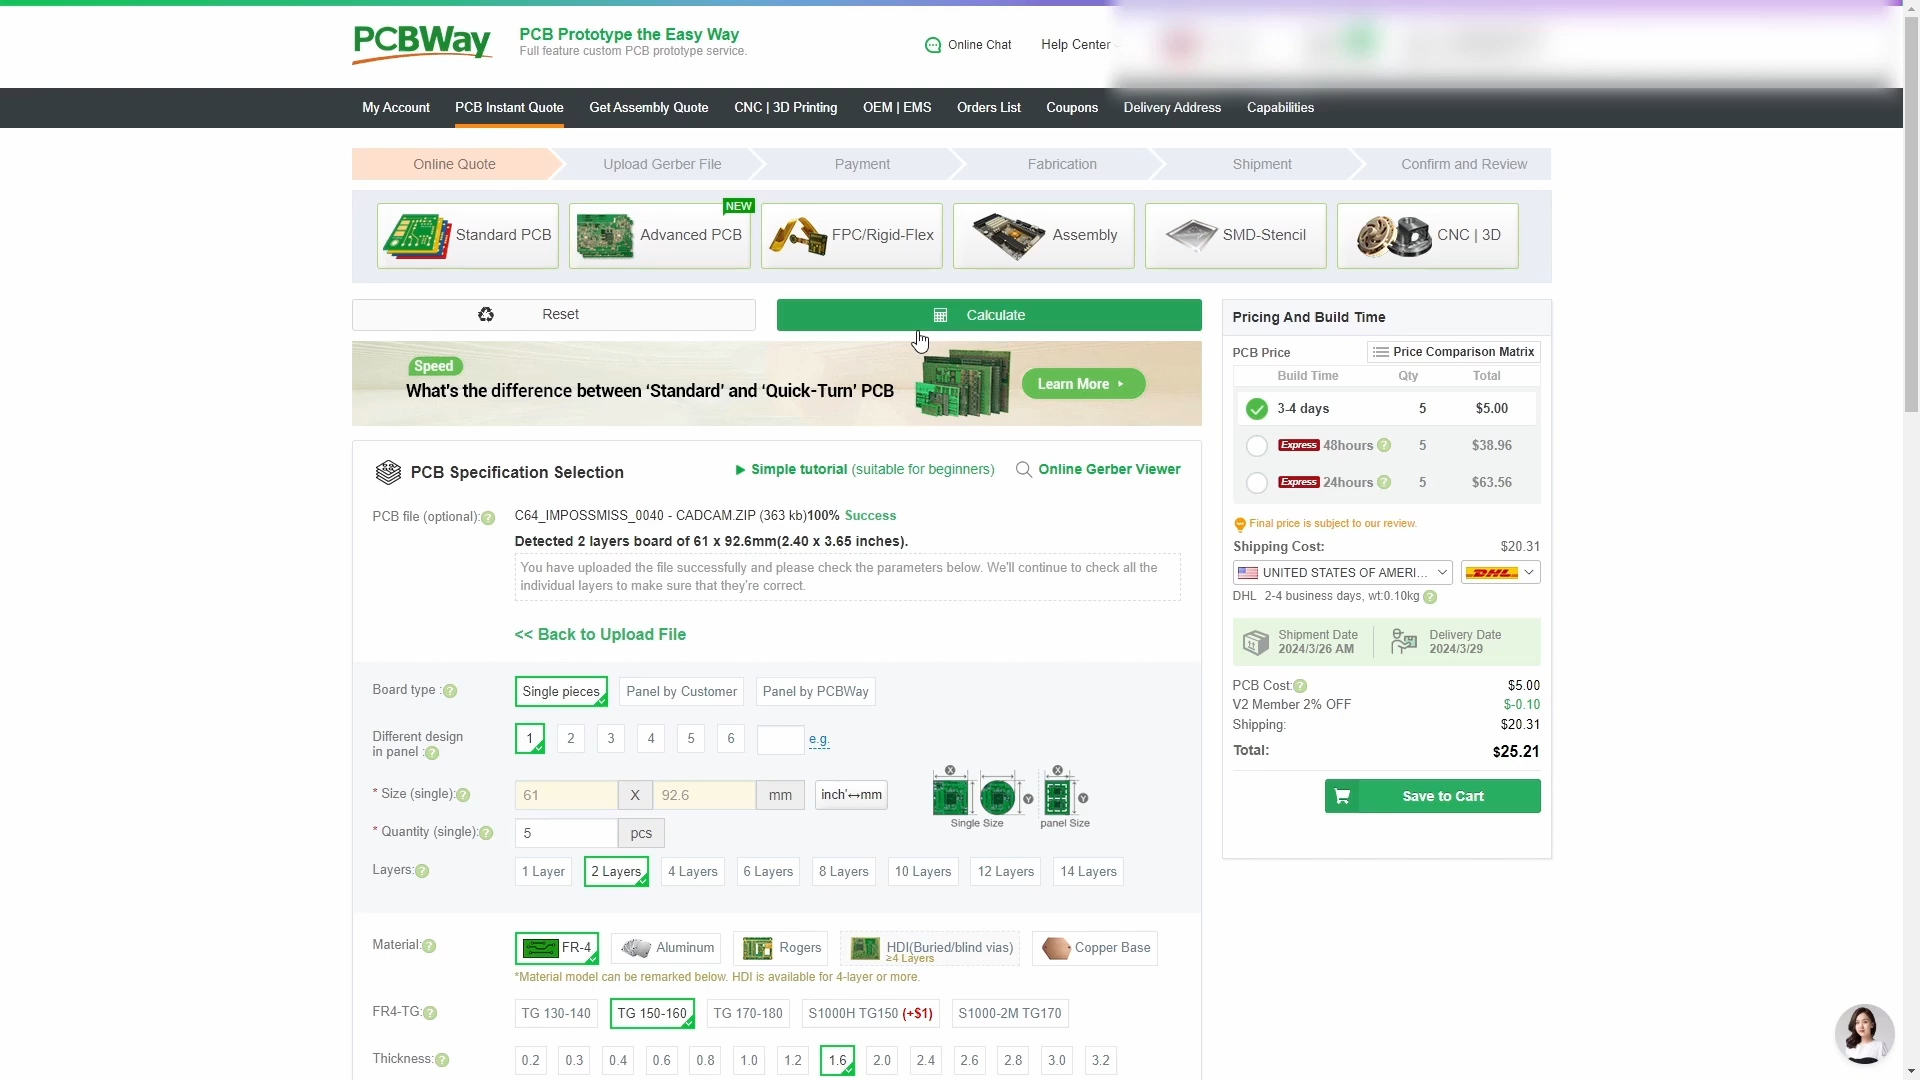 PCBWay
PCB Prototype the Easy Way
Full feature custom PCB prototype service.
Online Chat
Help Center
My Account
PCB Instant Quote
Get Assembly Quote
CNC | 3D Printing
OEM | EMS
Orders List
Coupons
Delivery Address
Capabilities
Online Quote
Upload Gerber File
Payment
Fabrication
Shipment
Confirm and Review
Standard PCB
NEW
Advanced PCB
FPC/Rigid-Flex
Assembly
SMD-Stencil
CNC | 3D
Reset
Calculate
Speed
What's the difference between ‘Standard’ and ‘Quick-Turn’ PCB
Learn More
PCB Specification Selection
Simple tutorial (suitable for beginners)
Online Gerber Viewer
PCB file (optional):
C64_IMPOSSMISS_0040 - CADCAM.ZIP (363 kb)100% Success
Detected 2 layers board of 61 x 92.6mm(2.40 x 3.65 inches).
You have uploaded the file successfully and please check the parameters below. We'll continue to check all the
individual layers to make sure that they're correct.
<< Back to Upload File
Board type :
Single pieces
Panel by Customer
Panel by PCBWay
Different design
in panel :
1
2
3
4
5
6
e.g.
* Size (single):
61
X
92.6
mm
inch'↔mm
X
Y
Single Size
X
Y
panel Size
* Quantity (single):
5
pcs
Layers:
1 Layer
2 Layers
4 Layers
6 Layers
8 Layers
10 Layers
12 Layers
14 Layers
Material:
FR-4
Aluminum
Rogers
HDI(Buried/blind vias)
≥4 Layers
Copper Base
*Material model can be remarked below. HDI is available for 4-layer or more.
FR4-TG:
TG 130-140
TG 150-160
TG 170-180
S1000H TG150 (+$1)
S1000-2M TG170
Thickness:
0.2
0.3
0.4
0.6
0.8
1.0
1.2
1.6
2.0
2.4
2.6
2.8
3.0
3.2
Pricing And Build Time
PCB Price
Price Comparison Matrix
Build Time
Qty
Total
3-4 days
5
$5.00
Express 48hours
5
$38.96
Express 24hours
5
$63.56
Final price is subject to our review.
Shipping Cost:
$20.31
UNITED STATES OF AMERI...
DHL
DHL 2-4 business days, wt:0.10kg
Shipment Date
2024/3/26 AM
Delivery Date
2024/3/29
PCB Cost:
$5.00
V2 Member 2% OFF
$-0.10
Shipping:
$20.31
Total:
$25.21
Save to Cart